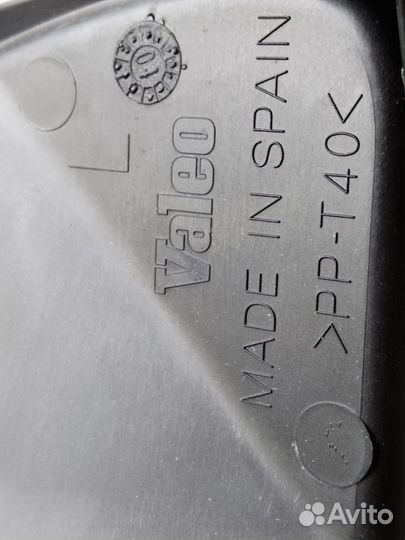 L
Valeo
MADE IN SPAIN
>PP-T40<
Avito